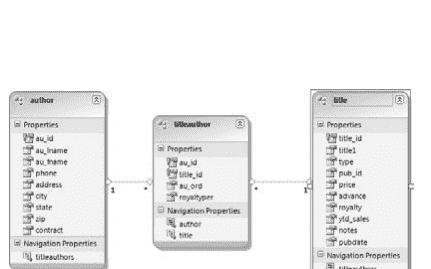 author
Properties
au_id
au_lname
au_fname
phone
address
city
state
zip
contract
Navigation Properties
titleauthors
1
*
titleauthor
Properties
au_id
title_id
au_ord
royaltyper
Navigation Properties
author
title
*
1
title
Properties
title_id
title1
type
pub_id
price
advance
royalty
ytd_sales
notes
pubdate
Navigation Properties
titleauthors